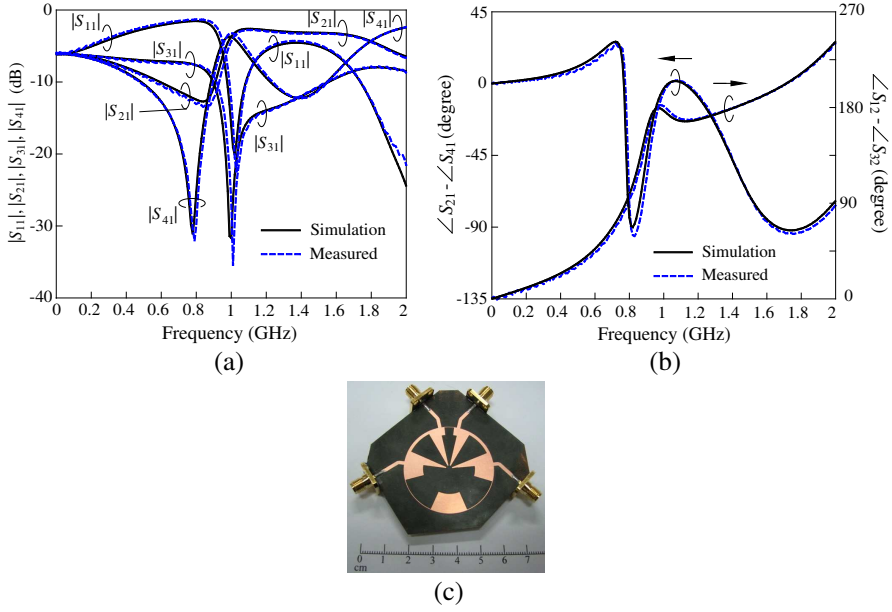 |S11|
|S21|
|S41|
|S31|
|S11|
|S21|
|S31|
|S41|
Simulation
Measured
0
-10
-20
-30
-40
|S11|, |S21|, |S31|, |S41| (dB)
0 0.2 0.4 0.6 0.8 1 1.2 1.4 1.6 1.8 2
Frequency (GHz)
(a)
0
-45
-90
-135
∠S21 - ∠S41 (degree)
270
180
90
0
∠S12 - ∠S32 (degree)
Simulation
Measured
0 0.2 0.4 0.6 0.8 1 1.2 1.4 1.6 1.8 2
Frequency (GHz)
(b)
0 1 2 3 4 5 6 7
cm
(c)